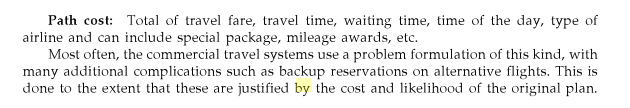 Path cost: Total of travel fare, travel time, waiting time, time of the day, type of
airline and can include special package, mileage awards, etc.
Most often, the commercial travel systems use a problem formulation of this kind, with
many additional complications such as backup reservations on alternative flights. This is
done to the extent that these are justified by the cost and likelihood of the original plan.